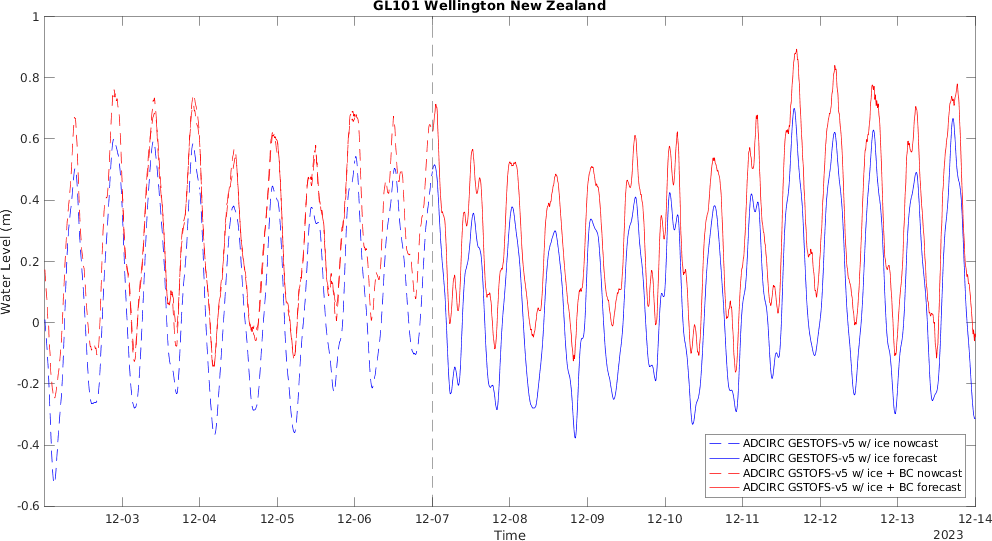 GL101 Wellington New Zealand
1
0.8
0.6
0.4
0.2
0
-0.2
-0.4
-0.6
Water Level (m)
ADCIRC GESTOFS-v5 w/ ice nowcast
ADCIRC GESTOFS-v5 w/ ice forecast
ADCIRC GSTOFS-v5 w/ ice + BC nowcast
ADCIRC GSTOFS-v5 w/ ice + BC forecast
12-03 12-04 12-05 12-06 12-07 12-08 12-09 12-10 12-11 12-12 12-13 12-14
Time
2023